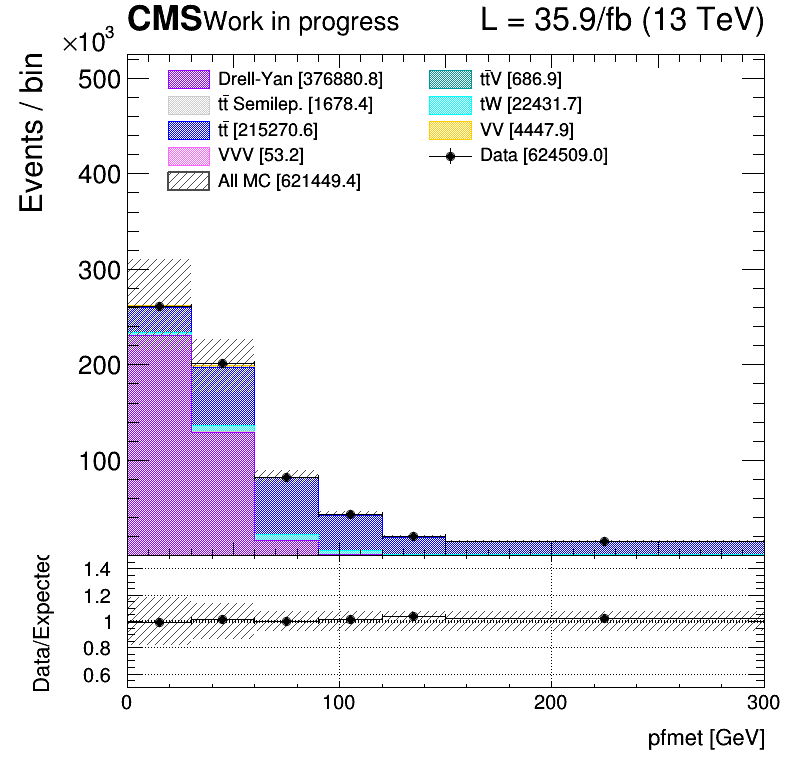 CMS Work in progress L = 35.9/fb (13 TeV)
×10³
Events / bin
500
400
300
200
100
Drell-Yan [376880.8]
tt̄ Semilep. [1678.4]
tt̄ [215270.6]
VVV [53.2]
All MC [621449.4]
tt̄V [686.9]
tW [22431.7]
VV [4447.9]
Data [624509.0]
Data/Expected
1.4
1.2
1
0.8
0.6
0 100 200 300
pfmet [GeV]